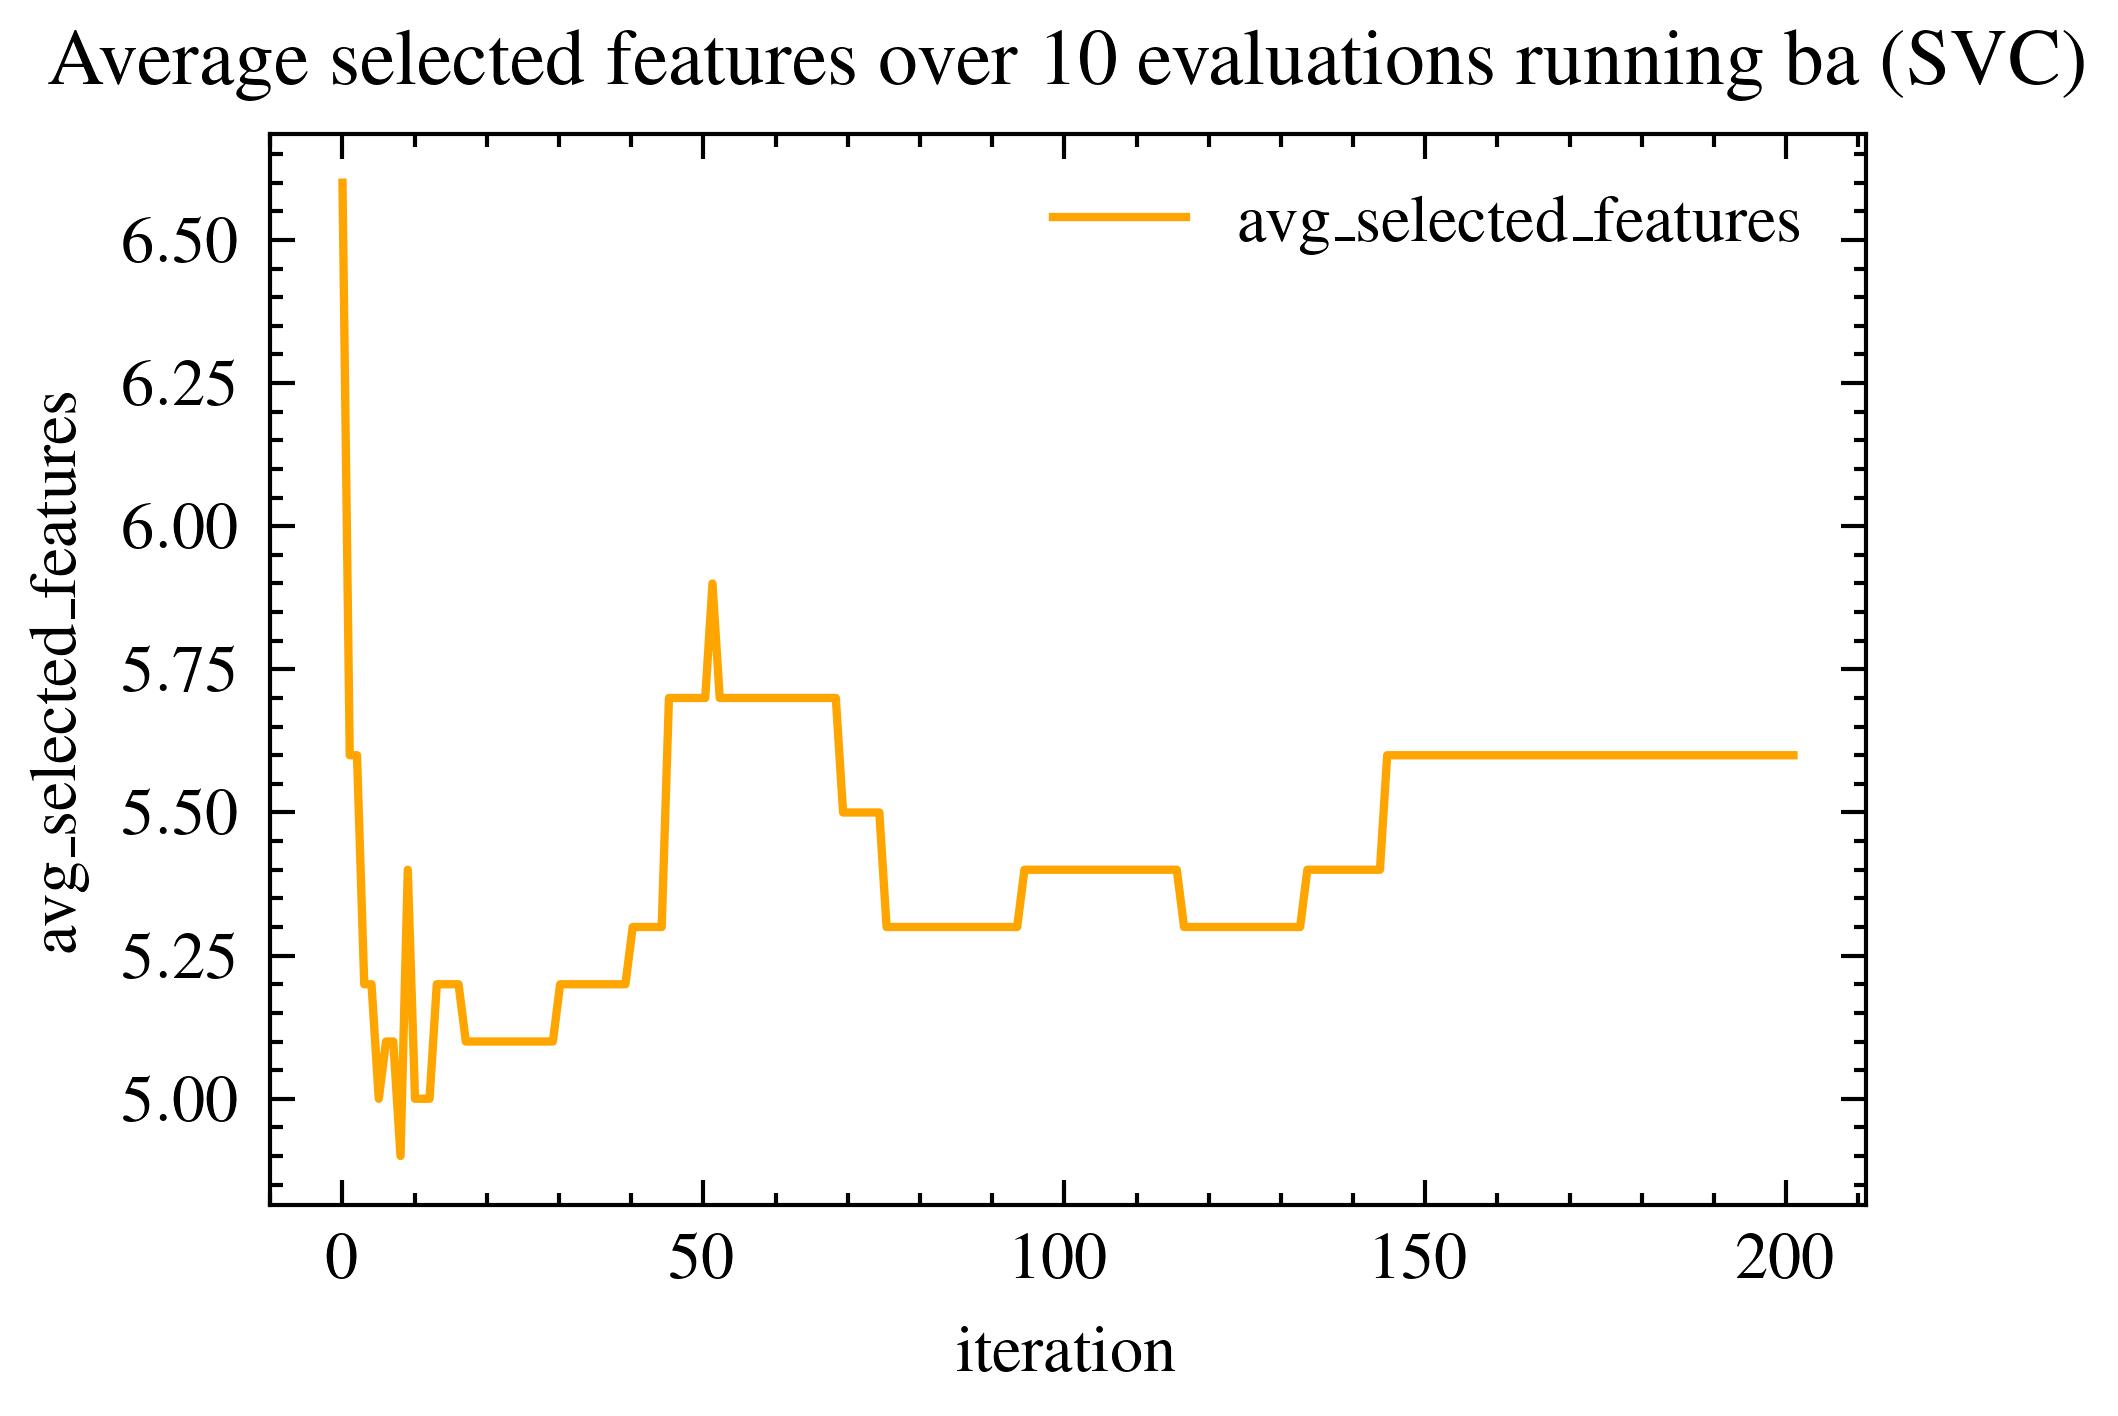 Average selected features over 10 evaluations running ba (SVC)
avg_selected_features
6.50
6.25
6.00
5.75
5.50
5.25
5.00
avg_selected_features
0 50 100 150 200
iteration